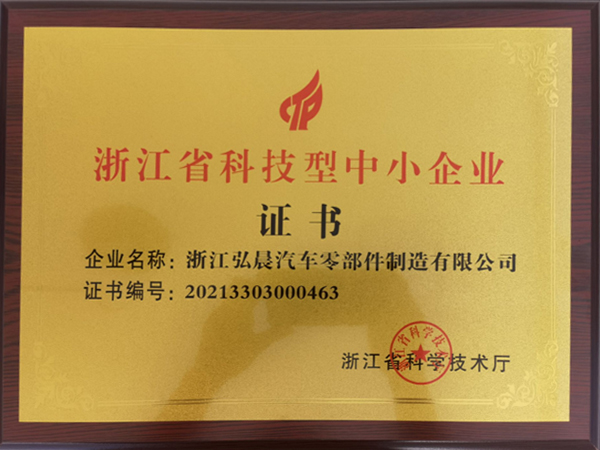 浙江省科技型中小企业
证书
企业名称：浙江弘晨汽车零部件制造有限公司
证书编号：20213303000463
浙江省科学技术厅